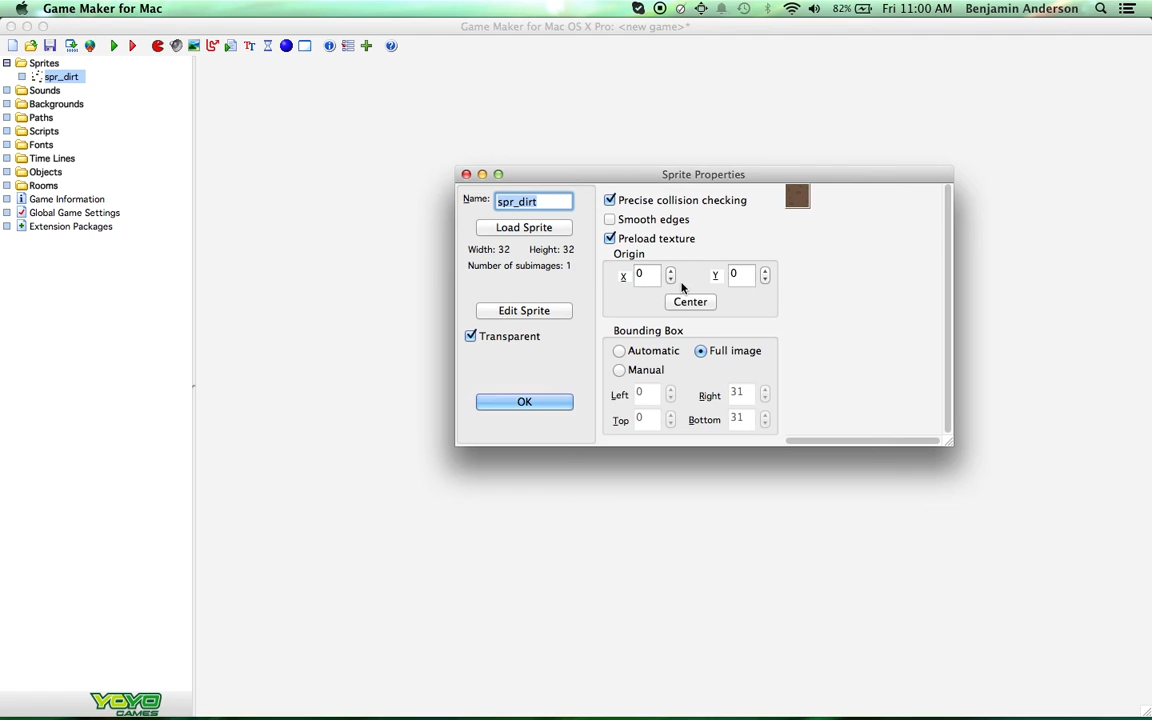 Game Maker for Mac
82% Fri 11:00 AM Benjamin Anderson
Game Maker for Mac OS X Pro: <new game>*
Sprites
spr_dirt
Sounds
Backgrounds
Paths
Scripts
Fonts
Time Lines
Objects
Rooms
Game Information
Global Game Settings
Extension Packages
Sprite Properties
Name: spr_dirt
Load Sprite
Width: 32 Height: 32
Number of subimages: 1
Edit Sprite
Transparent
OK
Precise collision checking
Smooth edges
Preload texture
Origin
X 0 Y 0
Center
Bounding Box
Automatic Full image
Manual
Left 0 Right 31
Top 0 Bottom 31
YOYO
GAMES